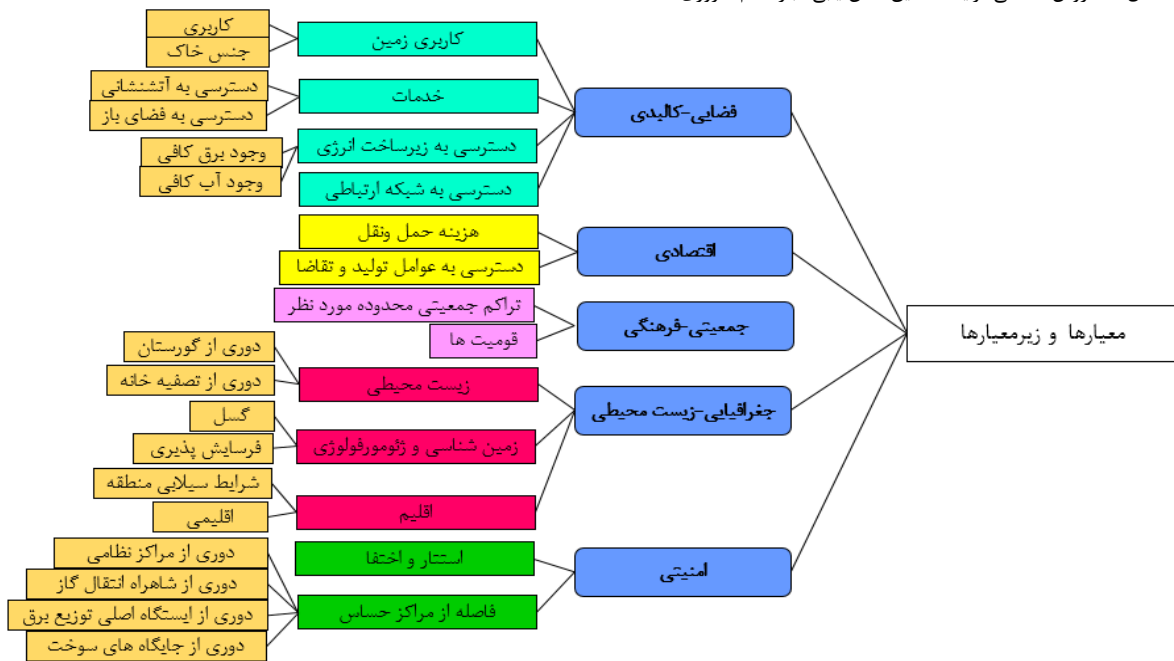 معیارها و زیرمعیارها
فضایی-کالبدی
کاربری زمین
کاربری
جنس خاک
خدمات
دسترسی به آتشنشانی
دسترسی به فضای باز
دسترسی به زیرساخت انرژی
وجود برق کافی
وجود آب کافی
دسترسی به شبکه ارتباطی
اقتصادی
هزینه حمل ونقل
دسترسی به عوامل تولید و تقاضا
جمعیتی-فرهنگی
تراکم جمعیتی محدوده مورد نظر
قومیت ها
جغرافیایی-زیست محیطی
زیست محیطی
دوری از گورستان
دوری از تصفیه خانه
زمین شناسی و ژئومورفولوژی
گسل
فرسایش پذیری
اقلیم
شرایط سیلابی منطقه
اقلیمی
امنیتی
استتار و اختفا
فاصله از مراکز حساس
دوری از مراکز نظامی
دوری از شاهراه انتقال گاز
دوری از ایستگاه اصلی توزیع برق
دوری از جایگاه های سوخت